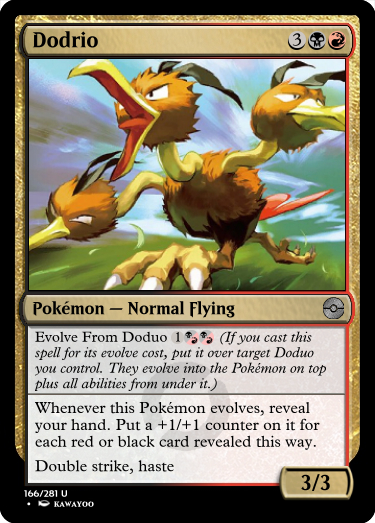 Dodrio 3
Pokémon — Normal Flying
Evolve From Doduo 1 (If you cast this
spell for its evolve cost, put it over target Doduo
you control. They evolve into the Pokémon on top
plus all abilities from under it.)
Whenever this Pokémon evolves, reveal
your hand. Put a +1/+1 counter on it for
each red or black card revealed this way.
Double strike, haste
3/3
166/281 U
• KAWAYOO